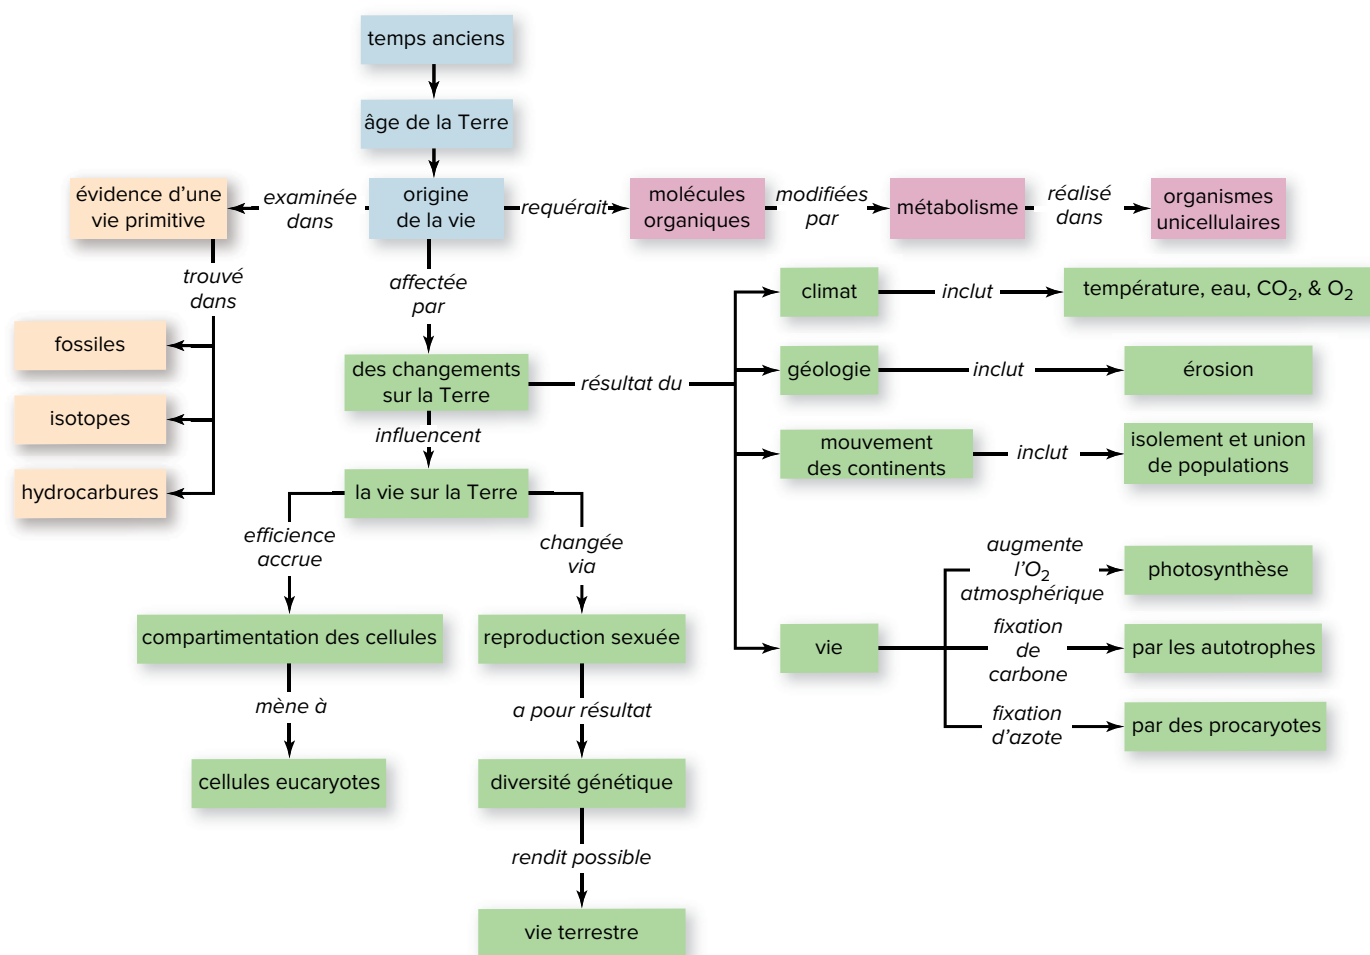 temps anciens
âge de la Terre
évidence d’une
vie primitive
examinée
dans
origine
de la vie
requérait
molécules
organiques
modifiées
par
métabolisme
réalisé
dans
organismes
unicellulaires
trouvé
dans
fossiles
isotopes
hydrocarbures
affectée
par
des changements
sur la Terre
résultat du
climat
inclut
température, eau, CO₂, & O₂
géologie
inclut
érosion
mouvement
des continents
inclut
isolement et union
de populations
vie
augmente
l’O₂
atmosphérique
photosynthèse
fixation
de
carbone
par les autotrophes
fixation
d’azote
par des procaryotes
influencent
la vie sur la Terre
efficience
accrue
compartimentation des cellules
mène à
cellules eucaryotes
changée
via
reproduction sexuée
a pour résultat
diversité génétique
rendit possible
vie terrestre